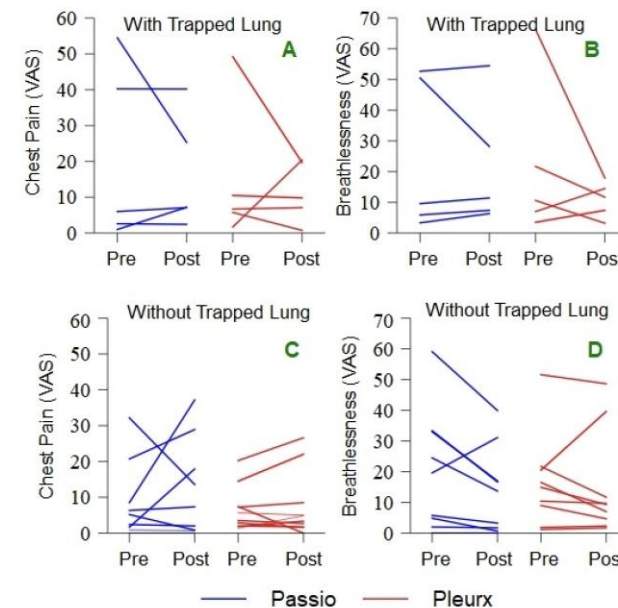 With Trapped Lung
A
Chest Pain (VAS)
60
50
40
30
20
10
0
Pre Post Pre Post
With Trapped Lung
B
Breathlessness (VAS)
70
60
50
40
30
20
10
0
Pre Post Pre Post
Without Trapped Lung
C
Chest Pain (VAS)
60
50
40
30
20
10
0
Pre Post Pre Post
Without Trapped Lung
D
Breathlessness (VAS)
70
60
50
40
30
20
10
0
Pre Post Pre Post
Passio Pleurx